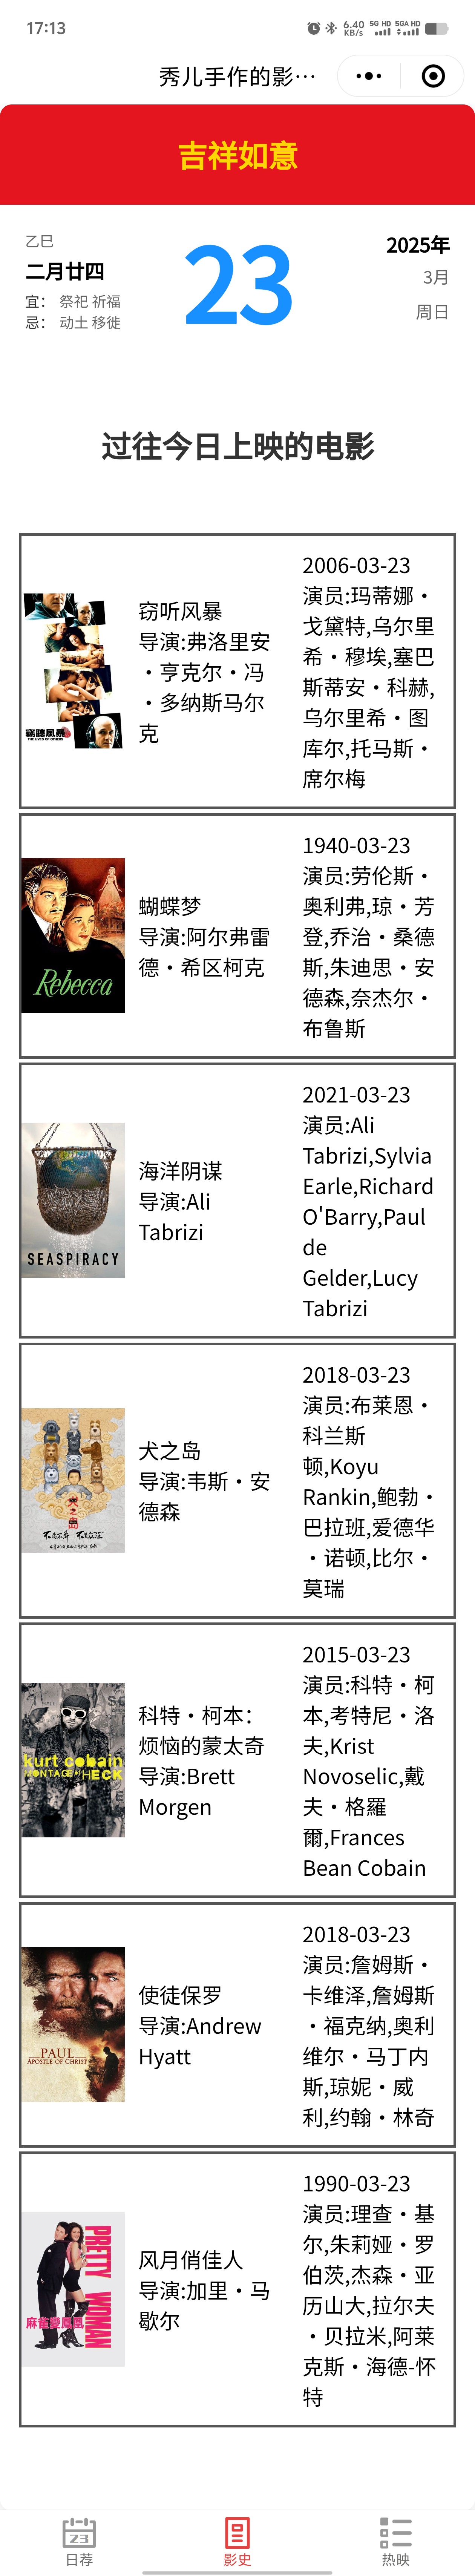 17:13
6.40 KB/s
5G HD
5GA HD
秀儿手作的影…
吉祥如意
乙巳
二月廿四
宜： 祭祀 祈福
忌： 动土 移徙
23
2025年
3月
周日
过往今日上映的电影
竊聽風暴
THE LIVES OF OTHERS
窃听风暴
导演:弗洛里安
·亨克尔·冯
·多纳斯马尔
克
2006-03-23
演员:玛蒂娜·
戈黛特,乌尔里
希·穆埃,塞巴
斯蒂安·科赫,
乌尔里希·图
库尔,托马斯·
席尔梅
Rebecca
蝴蝶梦
导演:阿尔弗雷
德·希区柯克
1940-03-23
演员:劳伦斯·
奥利弗,琼·芳
登,乔治·桑德
斯,朱迪思·安
德森,奈杰尔·
布鲁斯
SEASPIRACY
海洋阴谋
导演:Ali
Tabrizi
2021-03-23
演员:Ali
Tabrizi,Sylvia
Earle,Richard
O'Barry,Paul
de
Gelder,Lucy
Tabrizi
犬之岛
犬之岛
导演:韦斯·安
德森
2018-03-23
演员:布莱恩·
科兰斯
顿,Koyu
Rankin,鲍勃·
巴拉班,爱德华
·诺顿,比尔·
莫瑞
kurt cobain
MONTAGE OF HECK
科特·柯本：
烦恼的蒙太奇
导演:Brett
Morgen
2015-03-23
演员:科特·柯
本,考特尼·洛
夫,Krist
Novoselic,戴
夫·格羅
爾,Frances
Bean Cobain
PAUL
APOSTLE OF CHRIST
使徒保罗
导演:Andrew
Hyatt
2018-03-23
演员:詹姆斯·
卡维泽,詹姆斯
·福克纳,奥利
维尔·马丁内
斯,琼妮·威
利,约翰·林奇
PRETTY WOMAN
麻雀變鳳凰
风月俏佳人
导演:加里·马
歇尔
1990-03-23
演员:理查·基
尔,朱莉娅·罗
伯茨,杰森·亚
历山大,拉尔夫
·贝拉米,阿莱
克斯·海德-怀
特
23
日荐
影史
热映